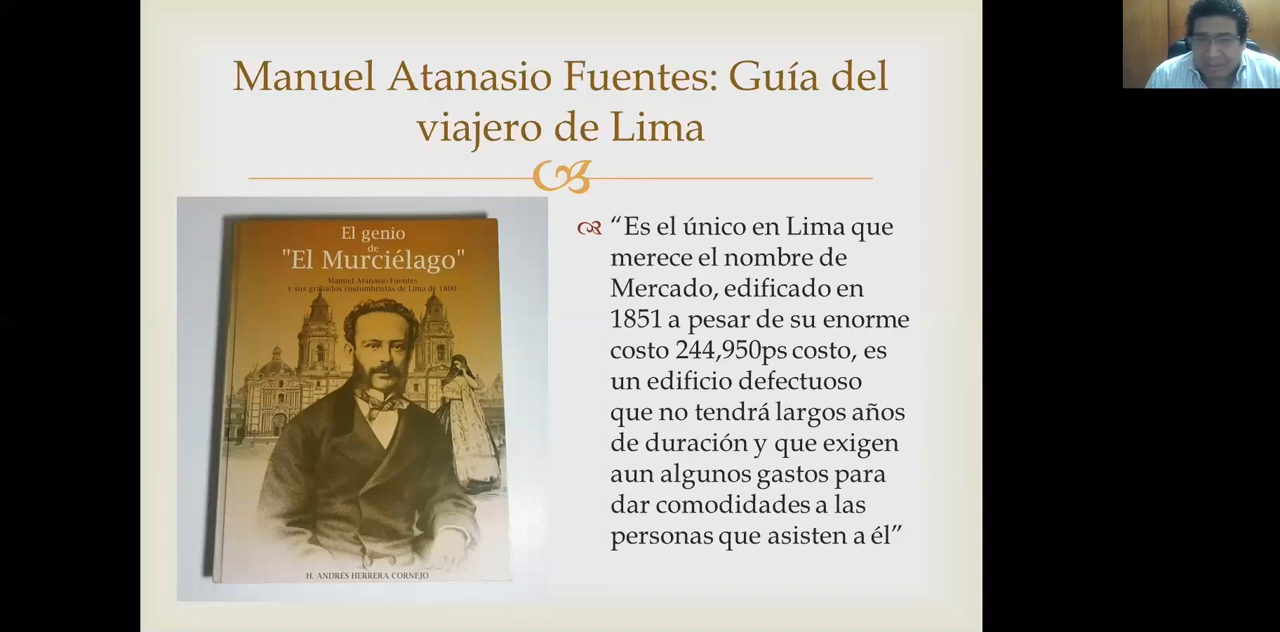 Manuel Atanasio Fuentes: Guía del
viajero de Lima
El genio
de
"El Murciélago"
Manuel Atanasio Fuentes
y sus grabados costumbristas de Lima de 1800
H. ANDRÉS HERRERA CORNEJO
“Es el único en Lima que
merece el nombre de
Mercado, edificado en
1851 a pesar de su enorme
costo 244,950ps costo, es
un edificio defectuoso
que no tendrá largos años
de duración y que exigen
aun algunos gastos para
dar comodidades a las
personas que asisten a él”